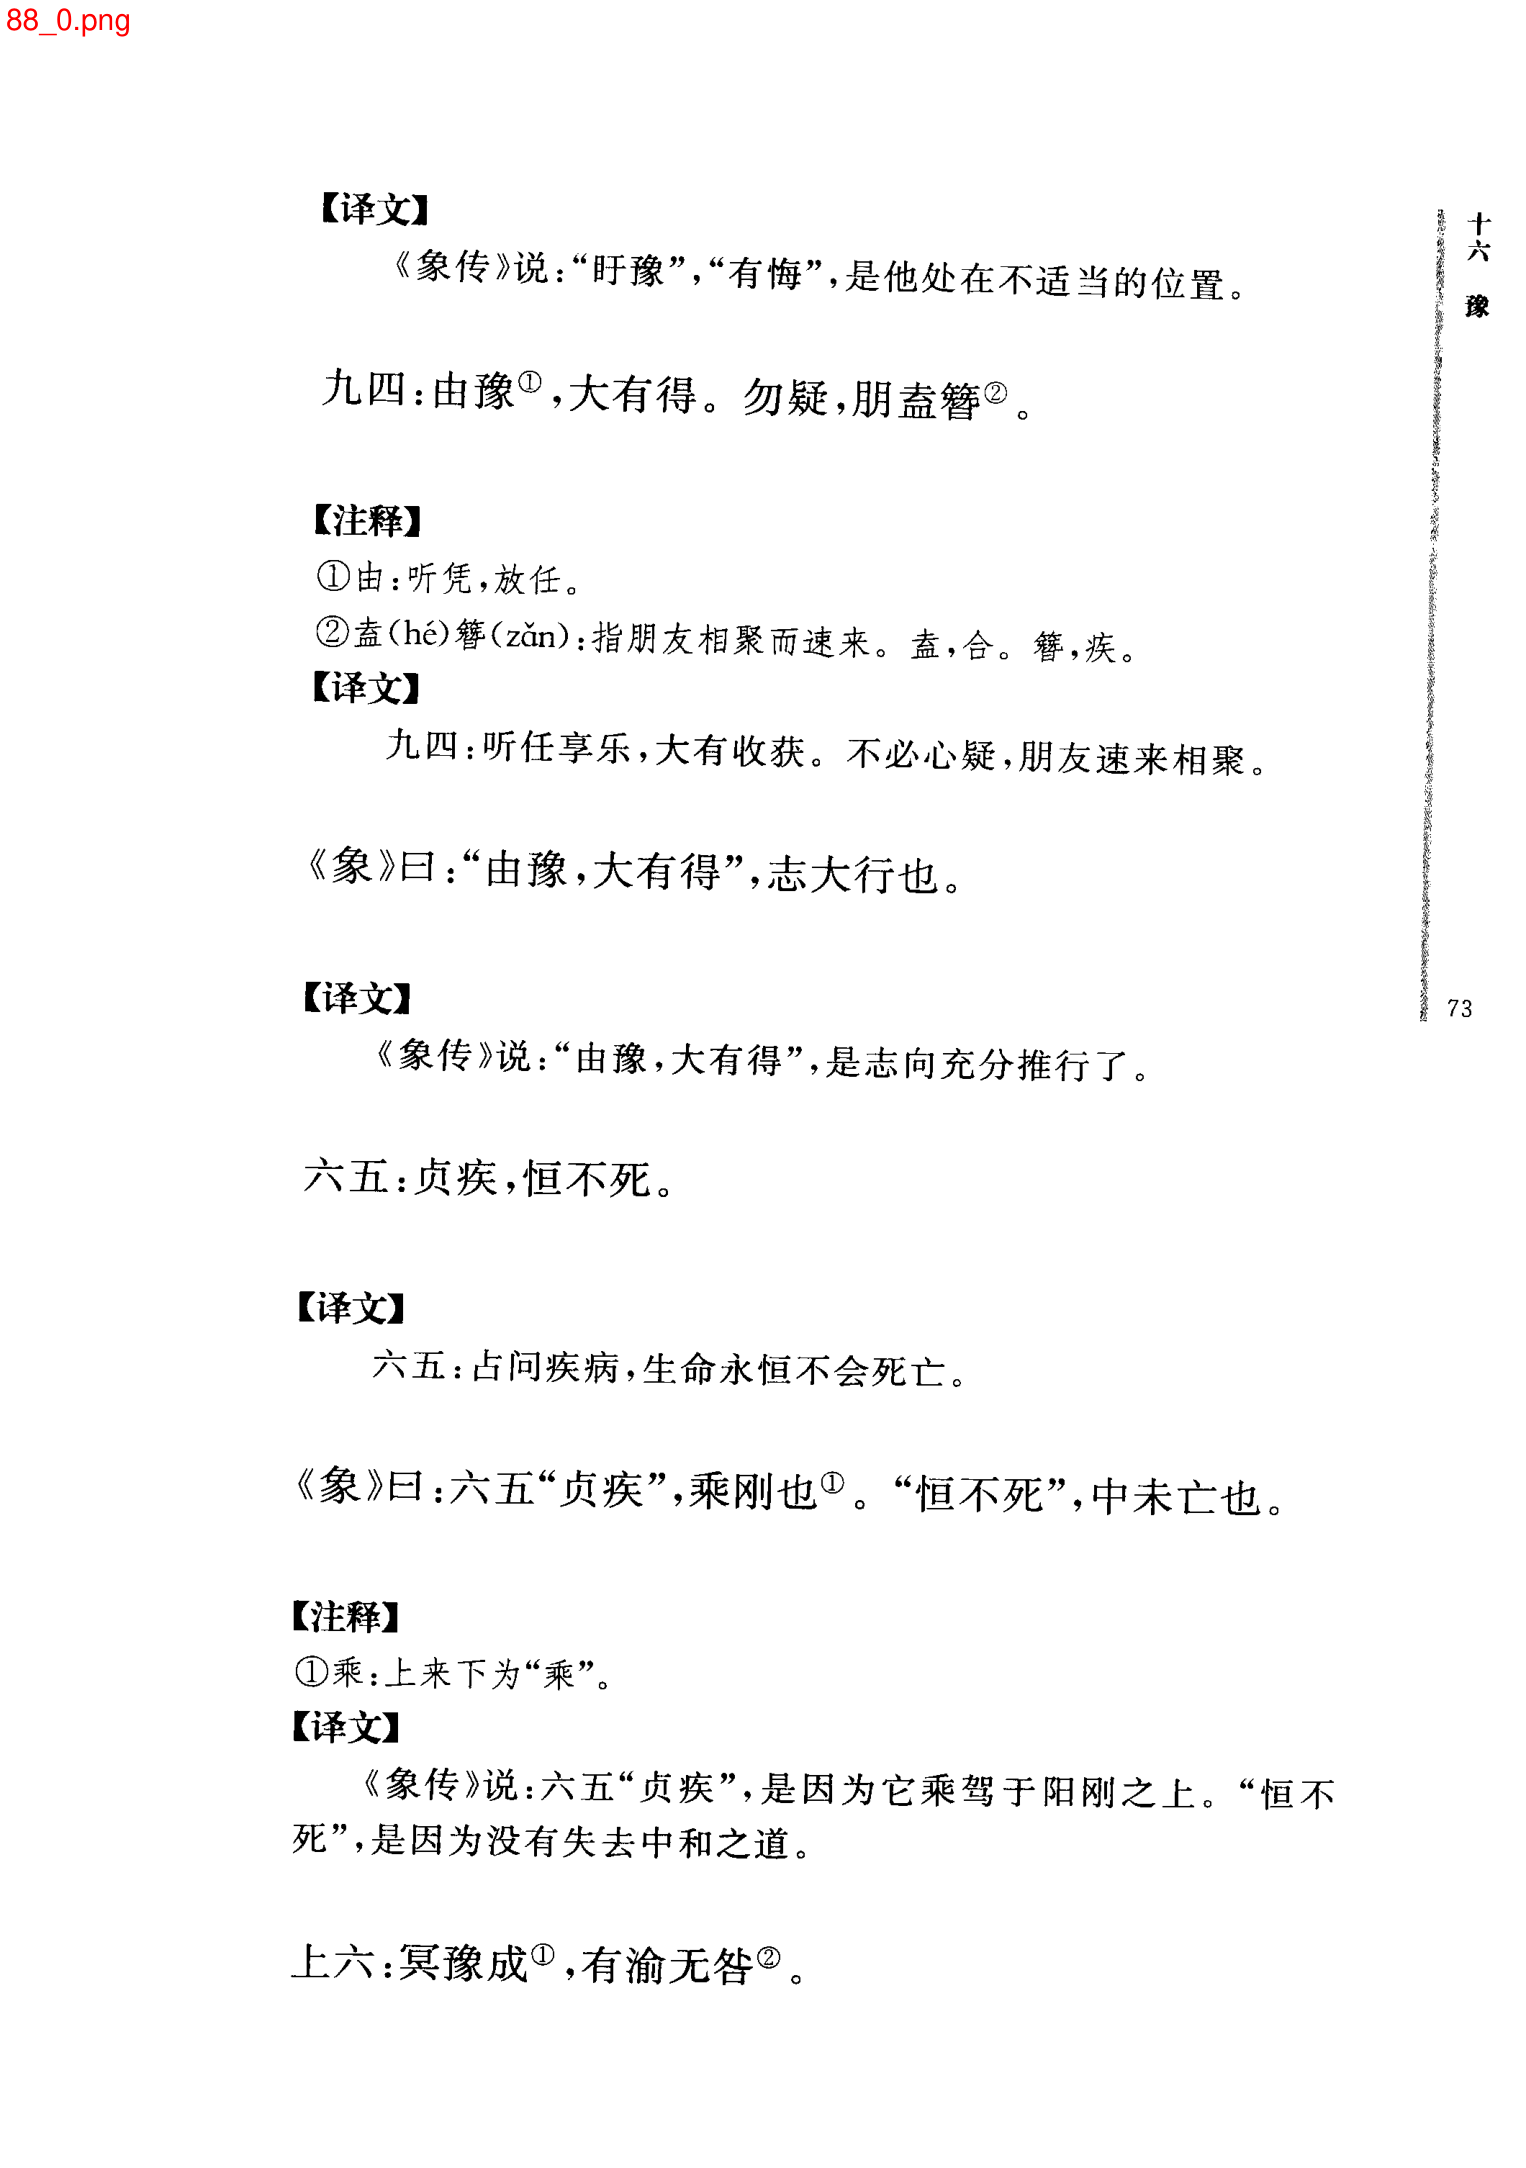 88_0.png
【译文】
《象传》说:“盱豫”,“有悔”,是他处在不适当的位置。
九四:由豫①,大有得。勿疑,朋盍簪②。
【注释】
①由:听凭,放任。
②盍(hé)簪(zǎn):指朋友相聚而速来。盍,合。簪,疾。
【译文】
九四:听任享乐,大有收获。不必心疑,朋友速来相聚。
《象》曰:“由豫,大有得”,志大行也。
【译文】
《象传》说:“由豫,大有得”,是志向充分推行了。
六五:贞疾,恒不死。
【译文】
六五:占问疾病,生命永恒不会死亡。
《象》曰:六五“贞疾”,乘刚也①。“恒不死”,中未亡也。
【注释】
①乘:上来下为“乘”。
【译文】
《象传》说:六五“贞疾”,是因为它乘驾于阳刚之上。“恒不
死”,是因为没有失去中和之道。
上六:冥豫成①,有渝无咎②。
十六 豫
73